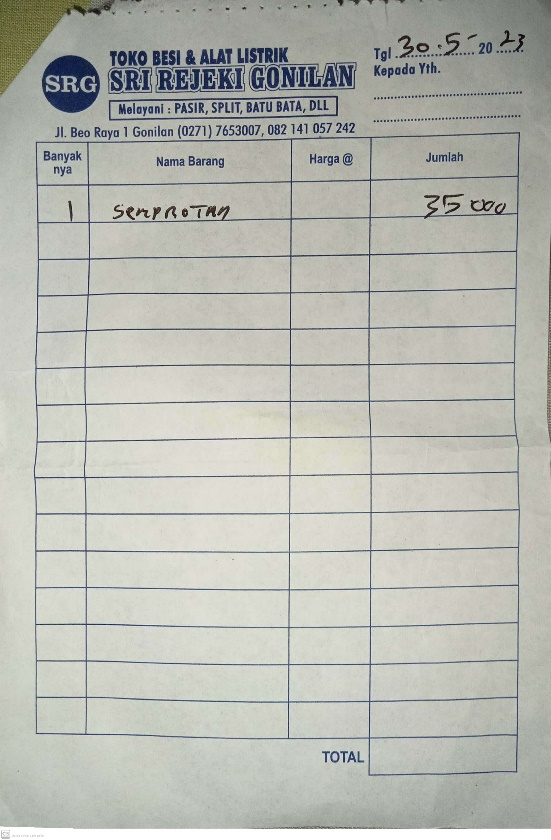 SRG
TOKO BESI & ALAT LISTRIK
SRI REJEKI GONILAN
Melayani : PASIR, SPLIT, BATU BATA, DLL
Jl. Beo Raya 1 Gonilan (0271) 7653007, 082 141 057 242
Tgl 30-5- 20 23
Kepada Yth.
Banyak nya Nama Barang Harga @ Jumlah
1 SEMPROTAN 35 000
TOTAL